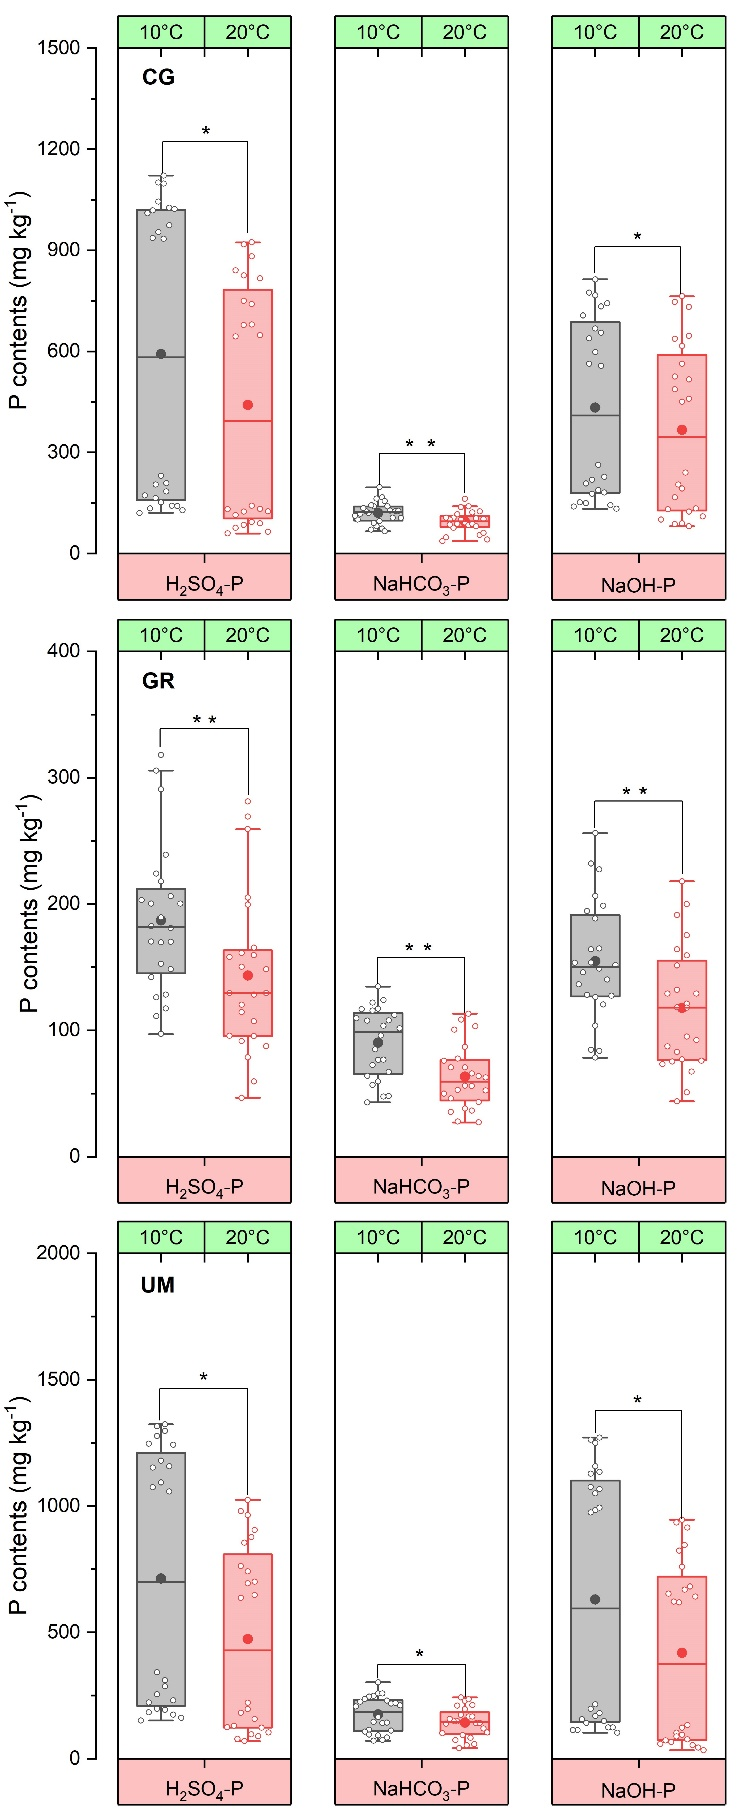 10°C 20°C 10°C 20°C 10°C 20°C
1500
CG
1200
*
900
*
P contents (mg kg⁻¹)
600
300
* *
0
H₂SO₄-P NaHCO₃-P NaOH-P
10°C 20°C 10°C 20°C 10°C 20°C
400
GR
* *
300
* *
200
P contents (mg kg⁻¹)
* *
100
0
H₂SO₄-P NaHCO₃-P NaOH-P
10°C 20°C 10°C 20°C 10°C 20°C
2000
UM
1500
*
*
1000
P contents (mg kg⁻¹)
500
*
0
H₂SO₄-P NaHCO₃-P NaOH-P